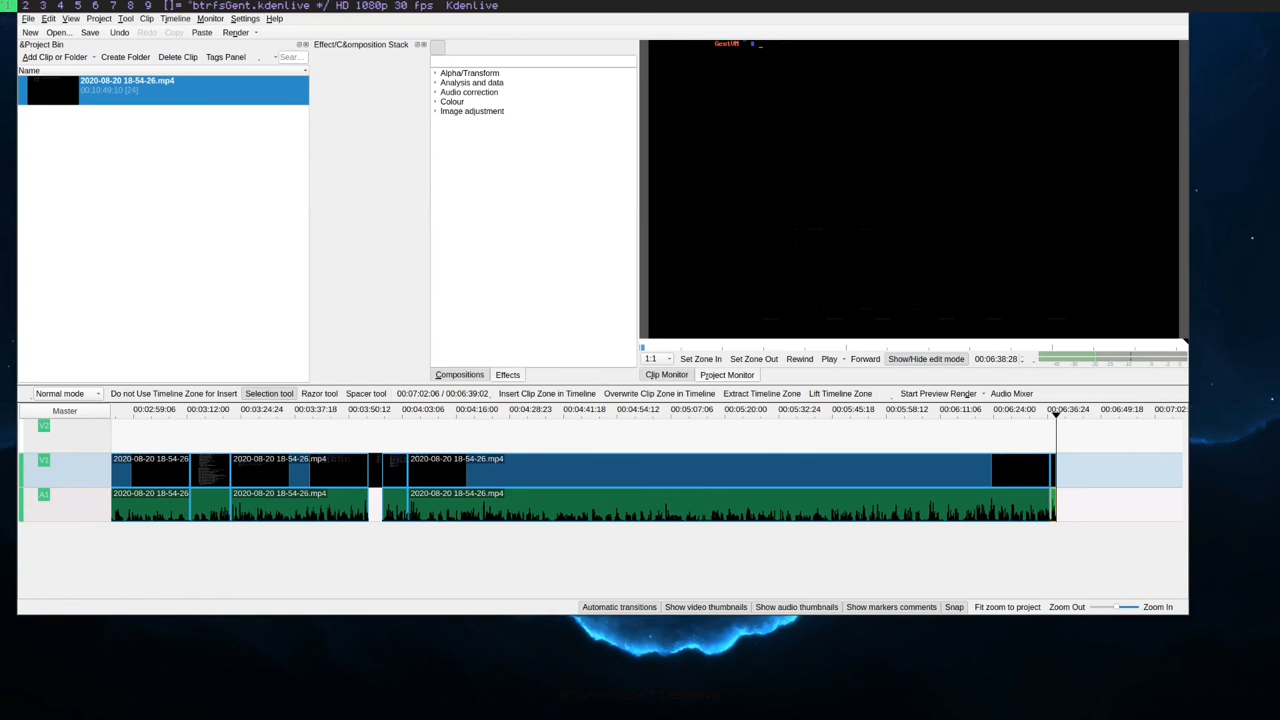 1 2 3 4 5 6 7 8 9 []= "btrfsGent.kdenlive */ HD 1080p 30 fps Kdenlive
File Edit View Project Tool Clip Timeline Monitor Settings Help
New Open... Save Undo Redo Copy Paste Render
&Project Bin Effect/C&omposition Stack
Add Clip or Folder Create Folder Delete Clip Tags Panel Sear...
Name
2020-08-20 18-54-26.mp4
00:10:49:10 [24]
Alpha/Transform
Analysis and data
Audio correction
Colour
Image adjustment
GentVM ~ # _
1:1 Set Zone In Set Zone Out Rewind Play Forward Show/Hide edit mode 00:06:38:28
-45 -30 -20 -15 -10 -5 -2 0
Compositions Effects Clip Monitor Project Monitor
Normal mode Do Not Use Timeline Zone for Insert Selection tool Razor tool Spacer tool 00:07:02:06 / 00:06:39:02 Insert Clip Zone in Timeline Overwrite Clip Zone in Timeline Extract Timeline Zone Lift Timeline Zone Start Preview Render Audio Mixer
Master 00:02:59:06 00:03:12:00 00:03:24:24 00:03:37:18 00:03:50:12 00:04:03:06 00:04:16:00 00:04:28:23 00:04:41:18 00:04:54:12 00:05:07:06 00:05:20:00 00:05:32:24 00:05:45:18 00:05:58:12 00:06:11:06 00:06:24:00 00:06:36:24 00:06:49:18 00:07:02:
V2
V1 2020-08-20 18-54-26 2020-08-20 18-54-26.mp4 2020-08-20 18-54-26.mp4
A1 2020-08-20 18-54-26 2020-08-20 18-54-26.mp4 2020-08-20 18-54-26.mp4
Automatic transitions Show video thumbnails Show audio thumbnails Show markers comments Snap Fit zoom to project Zoom Out Zoom In